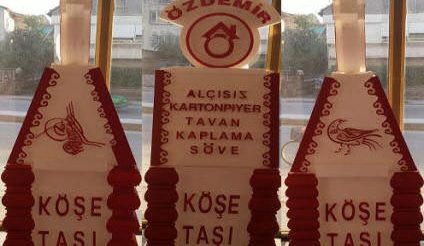 ÖZDEMİR
ALÇISIZ
KARTONPİYER
TAVAN
KAPLAMA
SÖVE
KÖŞE
TAŞI
KÖŞE
TAŞI
KÖŞE
TAŞI